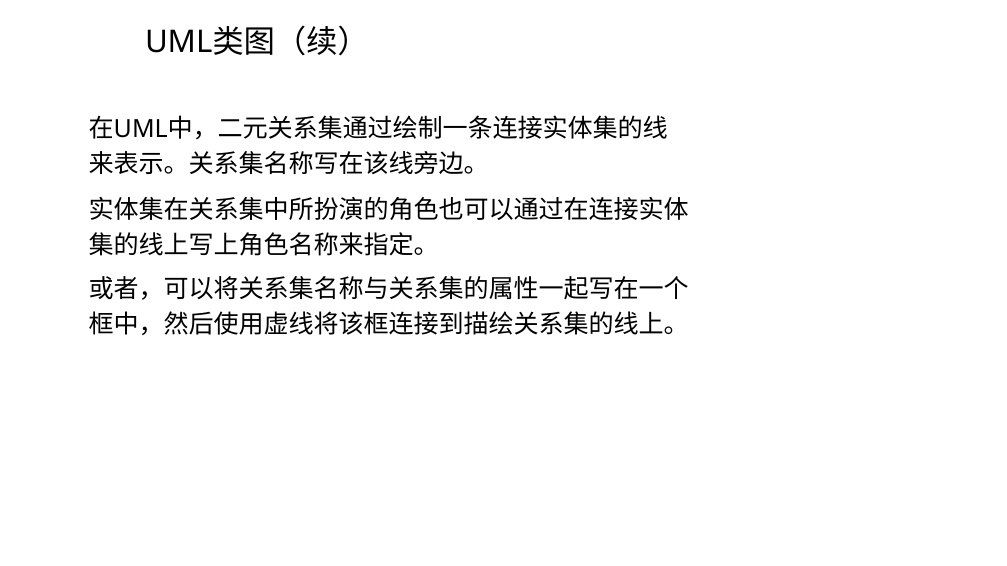 UML类图（续）
在UML中，二元关系集通过绘制一条连接实体集的线
来表示。关系集名称写在该线旁边。
实体集在关系集中所扮演的角色也可以通过在连接实体
集的线上写上角色名称来指定。
或者，可以将关系集名称与关系集的属性一起写在一个
框中，然后使用虚线将该框连接到描绘关系集的线上。